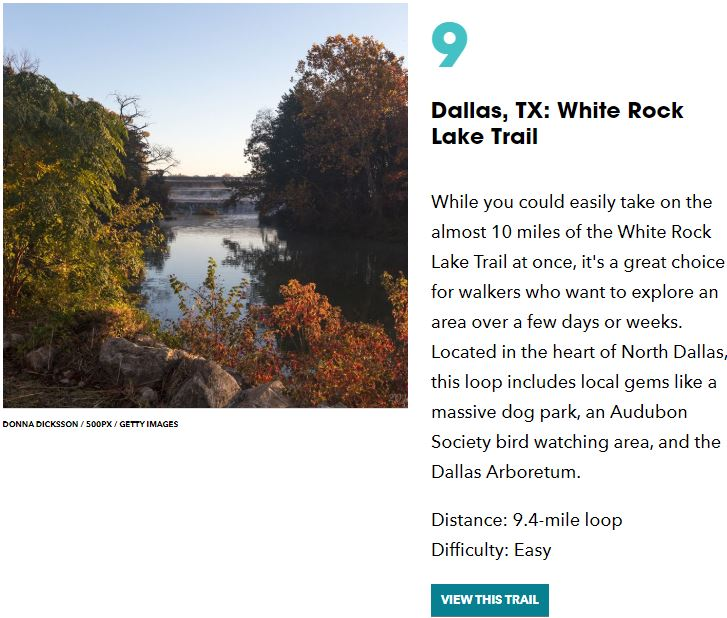 9
Dallas, TX: White Rock
Lake Trail
While you could easily take on the
almost 10 miles of the White Rock
Lake Trail at once, it's a great choice
for walkers who want to explore an
area over a few days or weeks.
Located in the heart of North Dallas,
this loop includes local gems like a
massive dog park, an Audubon
Society bird watching area, and the
Dallas Arboretum.
Distance: 9.4-mile loop
Difficulty: Easy
VIEW THIS TRAIL
DONNA DICKSSON / 500PX / GETTY IMAGES